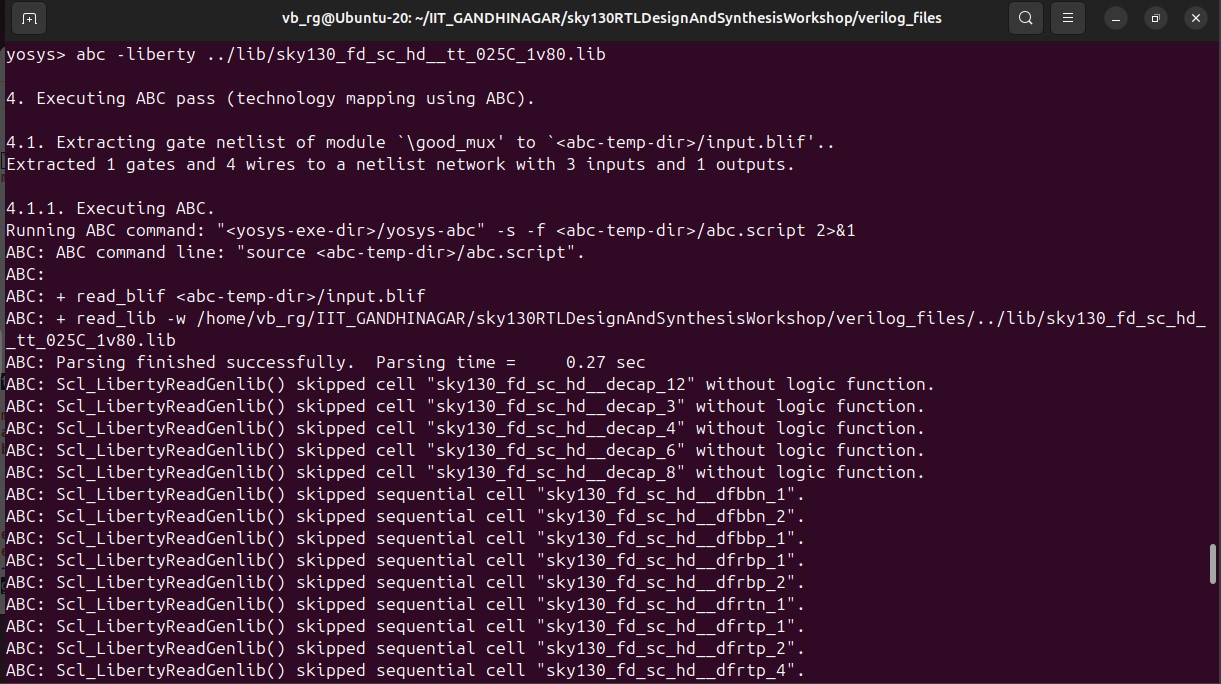 vb_rg@Ubuntu-20: ~/IIT_GANDHINAGAR/sky130RTLDesignAndSynthesisWorkshop/verilog_files
yosys> abc -liberty ../lib/sky130_fd_sc_hd__tt_025C_1v80.lib
4. Executing ABC pass (technology mapping using ABC).
4.1. Extracting gate netlist of module `\good_mux' to `<abc-temp-dir>/input.blif'..
Extracted 1 gates and 4 wires to a netlist network with 3 inputs and 1 outputs.
4.1.1. Executing ABC.
Running ABC command: "<yosys-exe-dir>/yosys-abc" -s -f <abc-temp-dir>/abc.script 2>&1
ABC: ABC command line: "source <abc-temp-dir>/abc.script".
ABC:
ABC: + read_blif <abc-temp-dir>/input.blif
ABC: + read_lib -w /home/vb_rg/IIT_GANDHINAGAR/sky130RTLDesignAndSynthesisWorkshop/verilog_files/../lib/sky130_fd_sc_hd_
_tt_025C_1v80.lib
ABC: Parsing finished successfully.  Parsing time =     0.27 sec
ABC: Scl_LibertyReadGenlib() skipped cell "sky130_fd_sc_hd__decap_12" without logic function.
ABC: Scl_LibertyReadGenlib() skipped cell "sky130_fd_sc_hd__decap_3" without logic function.
ABC: Scl_LibertyReadGenlib() skipped cell "sky130_fd_sc_hd__decap_4" without logic function.
ABC: Scl_LibertyReadGenlib() skipped cell "sky130_fd_sc_hd__decap_6" without logic function.
ABC: Scl_LibertyReadGenlib() skipped cell "sky130_fd_sc_hd__decap_8" without logic function.
ABC: Scl_LibertyReadGenlib() skipped sequential cell "sky130_fd_sc_hd__dfbbn_1".
ABC: Scl_LibertyReadGenlib() skipped sequential cell "sky130_fd_sc_hd__dfbbn_2".
ABC: Scl_LibertyReadGenlib() skipped sequential cell "sky130_fd_sc_hd__dfbbp_1".
ABC: Scl_LibertyReadGenlib() skipped sequential cell "sky130_fd_sc_hd__dfrbp_1".
ABC: Scl_LibertyReadGenlib() skipped sequential cell "sky130_fd_sc_hd__dfrbp_2".
ABC: Scl_LibertyReadGenlib() skipped sequential cell "sky130_fd_sc_hd__dfrtn_1".
ABC: Scl_LibertyReadGenlib() skipped sequential cell "sky130_fd_sc_hd__dfrtp_1".
ABC: Scl_LibertyReadGenlib() skipped sequential cell "sky130_fd_sc_hd__dfrtp_2".
ABC: Scl_LibertyReadGenlib() skipped sequential cell "sky130_fd_sc_hd__dfrtp_4".